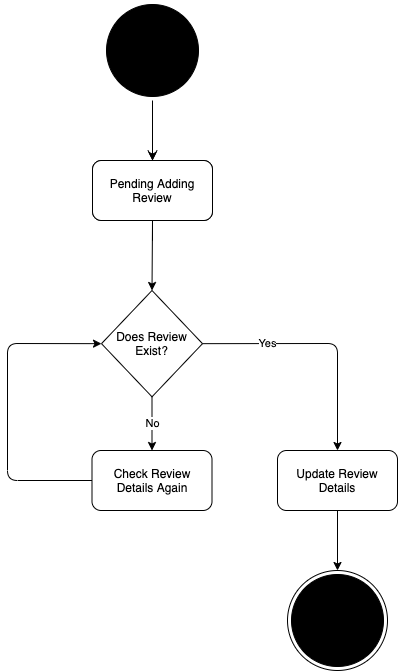 Pending Adding
Review
Does Review
Exist?
Yes
No
Check Review
Details Again
Update Review
Details